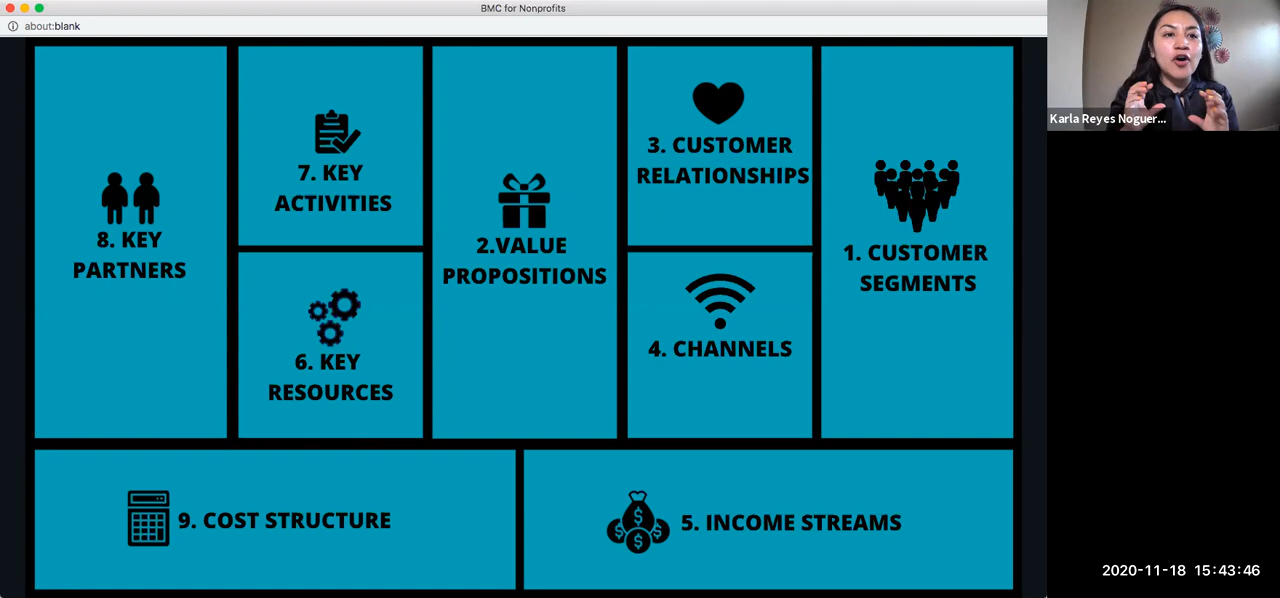 BMC for Nonprofits
about:blank
Karla Reyes Noguer...
8. KEY
PARTNERS
7. KEY
ACTIVITIES
6. KEY
RESOURCES
2.VALUE
PROPOSITIONS
3. CUSTOMER
RELATIONSHIPS
4. CHANNELS
1. CUSTOMER
SEGMENTS
9. COST STRUCTURE
5. INCOME STREAMS
2020-11-18 15:43:46